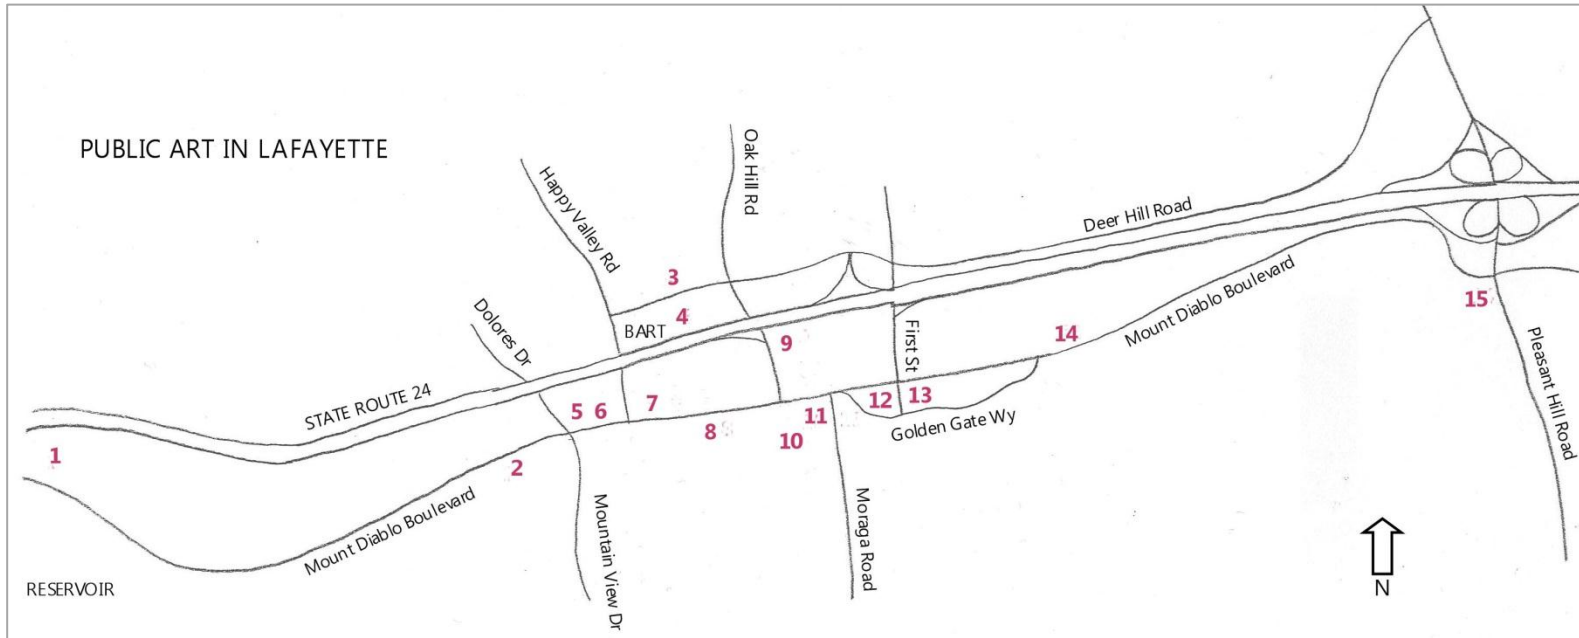 PUBLIC ART IN LAFAYETTE
Oak Hill Rd
Happy Valley Rd
Deer Hill Road
3
4
Dolores Dr
BART
9
First St
14
Mount Diablo Boulevard
15
Pleasant Hill Road
STATE ROUTE 24
5
6
7
8
10
11
12
13
Golden Gate Wy
1
2
Mount Diablo Boulevard
Mountain View Dr
Moraga Road
RESERVOIR
N